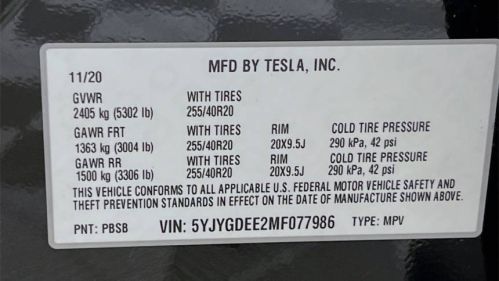 MFD BY TESLA, INC.
11/20
GVWR WITH TIRES
2405 kg (5302 lb) 255/40R20
GAWR FRT WITH TIRES RIM COLD TIRE PRESSURE
1363 kg (3004 lb) 255/40R20 20X9.5J 290 kPa, 42 psi
GAWR RR WITH TIRES RIM COLD TIRE PRESSURE
1500 kg (3306 lb) 255/40R20 20X9.5J 290 kPa, 42 psi
THIS VEHICLE CONFORMS TO ALL APPLICABLE U.S. FEDERAL MOTOR VEHICLE SAFETY AND
THEFT PREVENTION STANDARDS IN EFFECT ON THE DATE OF MANUFACTURE SHOWN ABOVE.
PNT: PBSB VIN: 5YJYGDEE2MF077986 TYPE: MPV